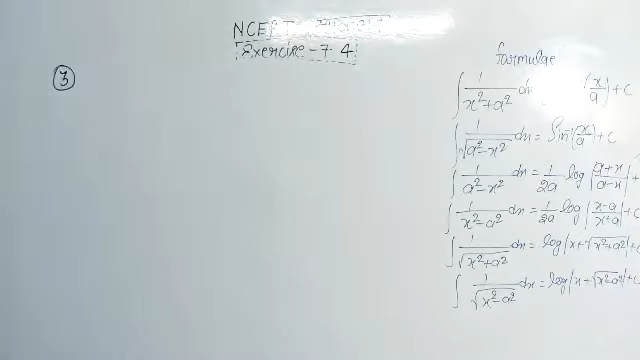 NCE
Exercise - 7.4
3
formulae
∫ 1/(x²+a²) dx (x/a) + c
∫ 1/√(a²-x²) dx = Sin⁻¹(x/a) + c
∫ 1/(a²-x²) dx = 1/2a log |(a+x)/(a-x)| +
∫ 1/(x²-a²) dx = 1/2a log |(x-a)/(x+a)| + c
∫ 1/√(x²+a²) dx = log |x + √(x²+a²)| + c
∫ 1/√(x²-a²) dx = log |x + √(x²-a²)| + c